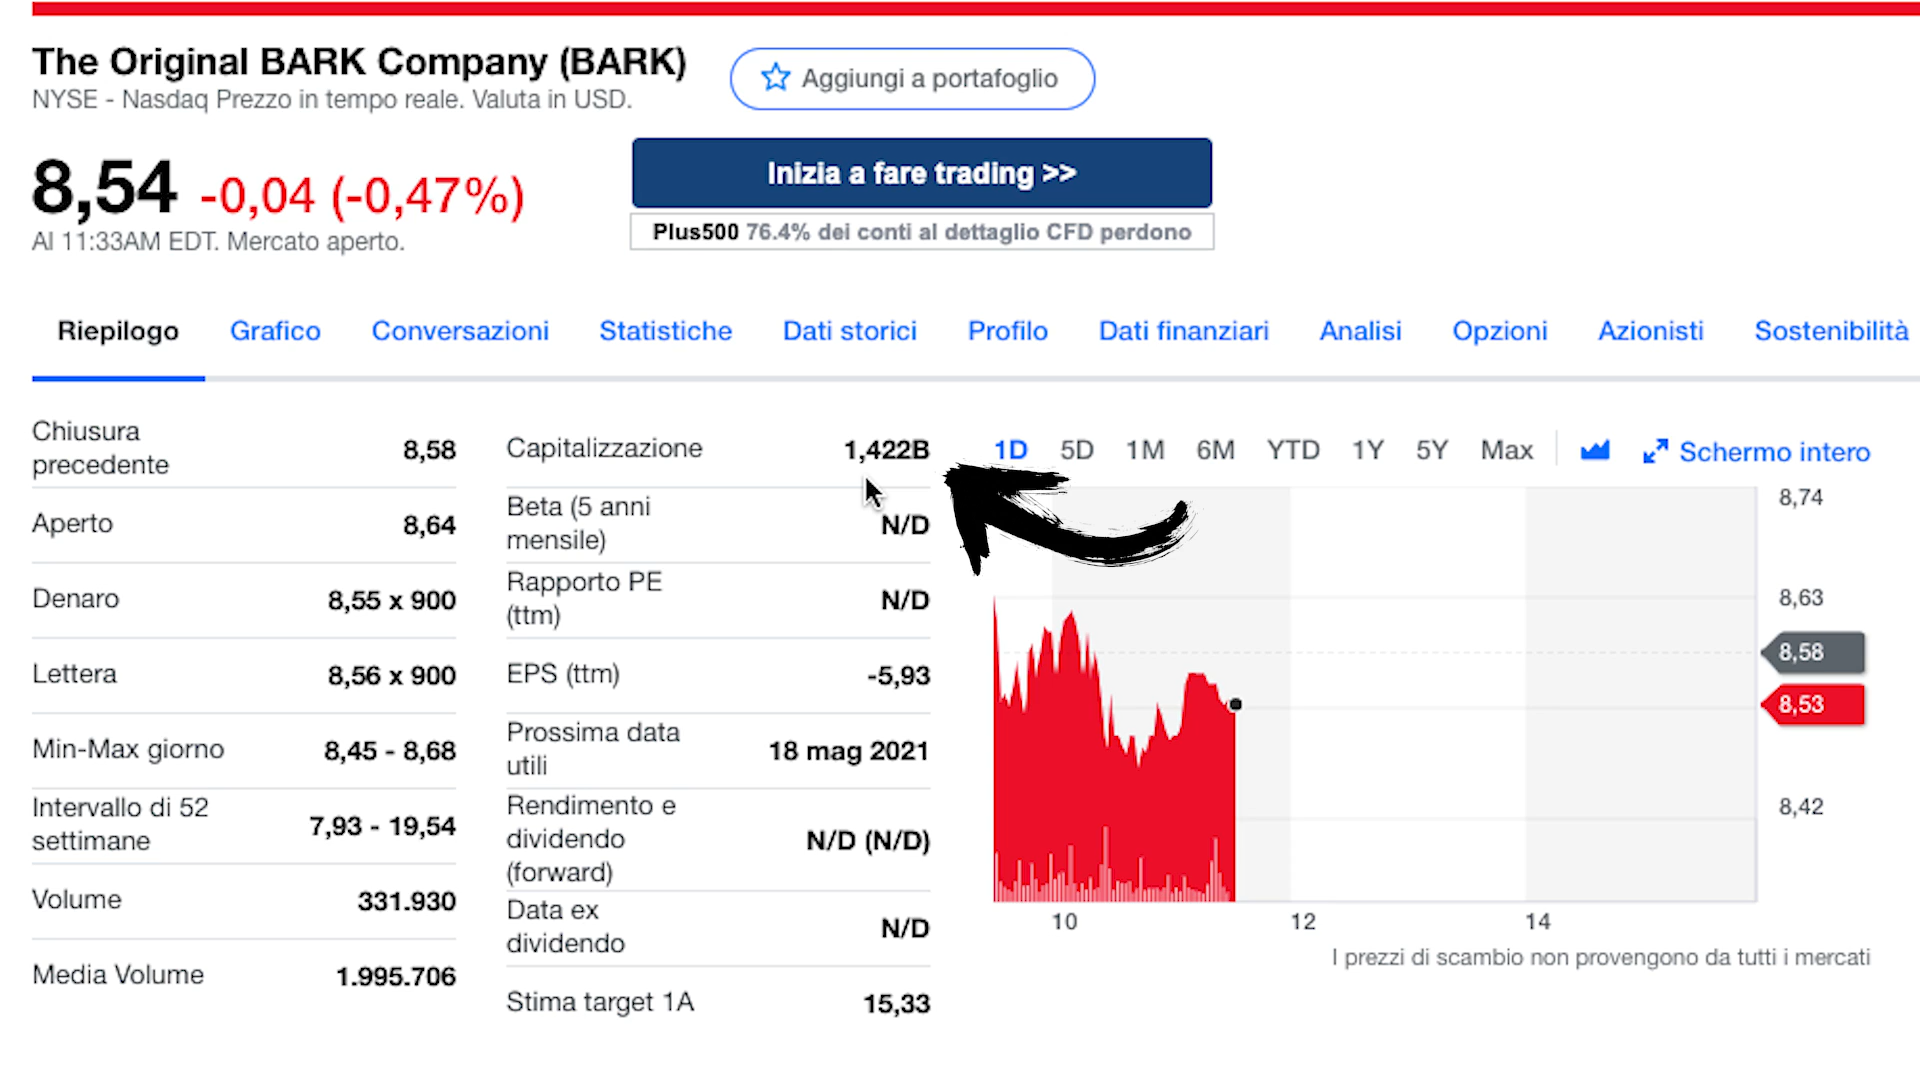 The Original BARK Company (BARK)
Aggiungi a portafoglio
NYSE - Nasdaq Prezzo in tempo reale. Valuta in USD.
8,54 -0,04 (-0,47%)
Al 11:33AM EDT. Mercato aperto.
Inizia a fare trading >>
Plus500 76.4% dei conti al dettaglio CFD perdono
Riepilogo Grafico Conversazioni Statistiche Dati storici Profilo Dati finanziari Analisi Opzioni Azionisti Sostenibilità
Chiusura
precedente 8,58
Aperto 8,64
Denaro 8,55 x 900
Lettera 8,56 x 900
Min-Max giorno 8,45 - 8,68
Intervallo di 52
settimane 7,93 - 19,54
Volume 331.930
Media Volume 1.995.706
Capitalizzazione 1,422B
Beta (5 anni
mensile) N/D
Rapporto PE
(ttm) N/D
EPS (ttm) -5,93
Prossima data
utili 18 mag 2021
Rendimento e
dividendo N/D (N/D)
(forward)
Data ex
dividendo N/D
Stima target 1A 15,33
1D 5D 1M 6M YTD 1Y 5Y Max Schermo intero
8,74
8,63
8,58
8,53
8,42
10 12 14
I prezzi di scambio non provengono da tutti i mercati